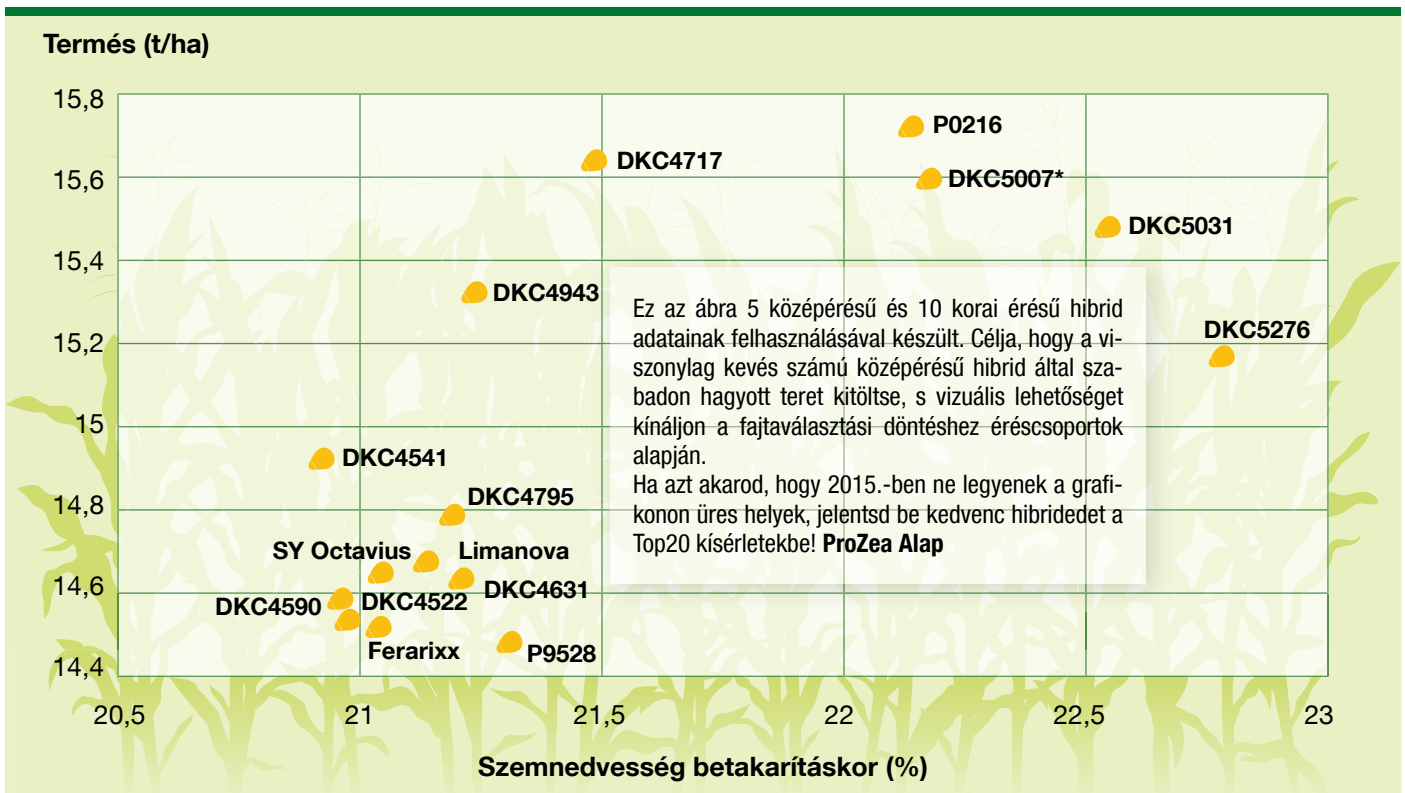 Termés (t/ha)
15,8
15,6
15,4
15,2
15
14,8
14,6
14,4
P0216
DKC4717
DKC5007*
DKC5031
DKC4943
DKC5276
DKC4541
DKC4795
SY Octavius
Limanova
DKC4631
DKC4590
DKC4522
Ferarixx
P9528
Ez az ábra 5 középérésű és 10 korai érésű hibrid
adatainak felhasználásával készült. Célja, hogy a vi-
szonylag kevés számú középérésű hibrid által sza-
badon hagyott teret kitöltse, s vizuális lehetőséget
kínáljon a fajtaválasztási döntéshez éréscsoportok
alapján.
Ha azt akarod, hogy 2015.-ben ne legyenek a grafi-
konon üres helyek, jelentsd be kedvenc hibridedet a
Top20 kísérletekbe! ProZea Alap
20,5
21
21,5
22
22,5
23
Szemnedvesség betakarításkor (%)